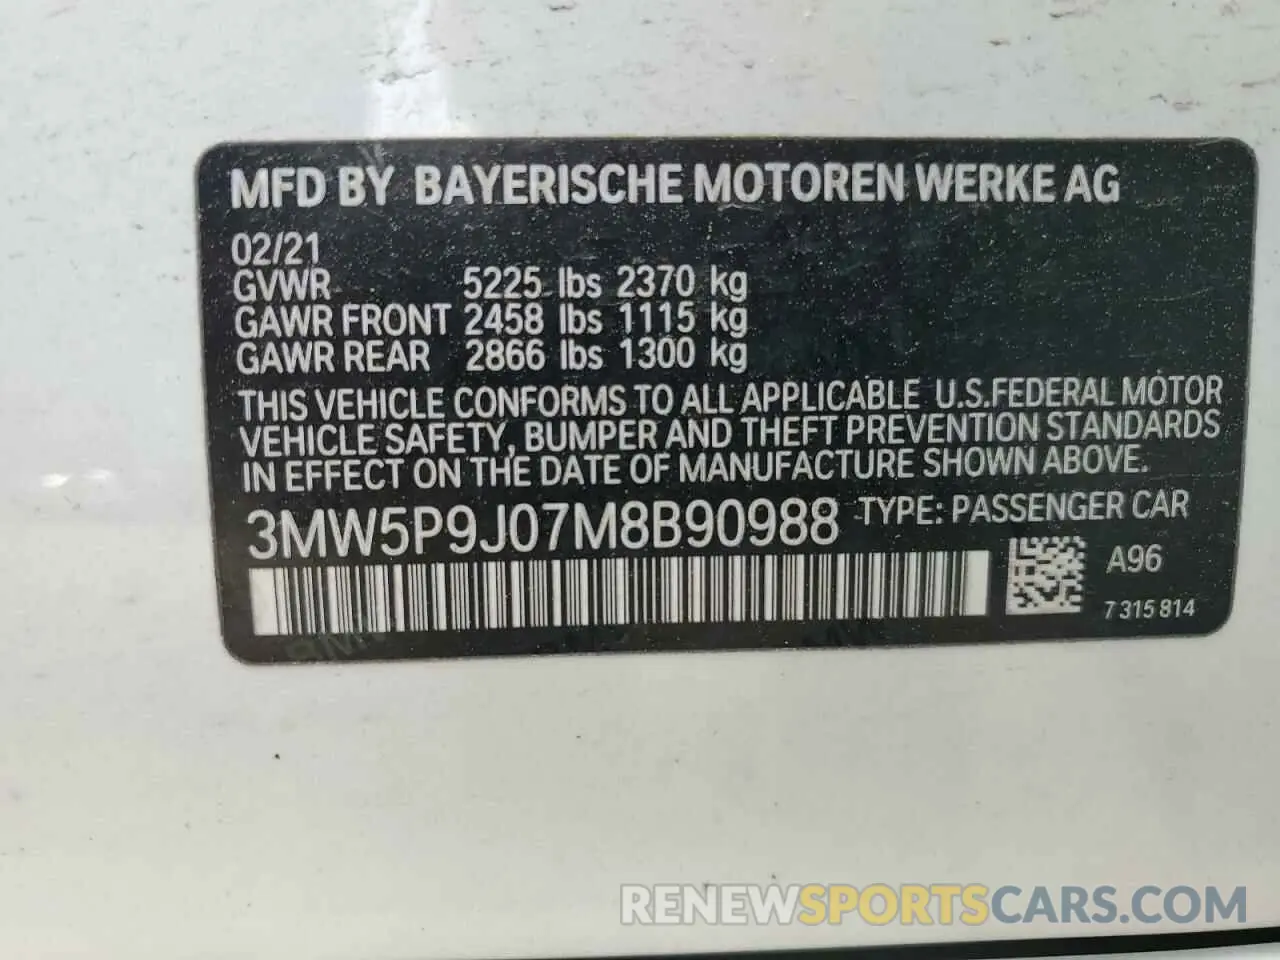 MFD BY BAYERISCHE MOTOREN WERKE AG
02/21
GVWR 5225 lbs 2370 kg
GAWR FRONT 2458 lbs 1115 kg
GAWR REAR 2866 lbs 1300 kg
THIS VEHICLE CONFORMS TO ALL APPLICABLE U.S.FEDERAL MOTOR
VEHICLE SAFETY, BUMPER AND THEFT PREVENTION STANDARDS
IN EFFECT ON THE DATE OF MANUFACTURE SHOWN ABOVE.
3MW5P9J07M8B90988 TYPE: PASSENGER CAR
A96
7 315 814
RENEWSPORTSCARS.COM